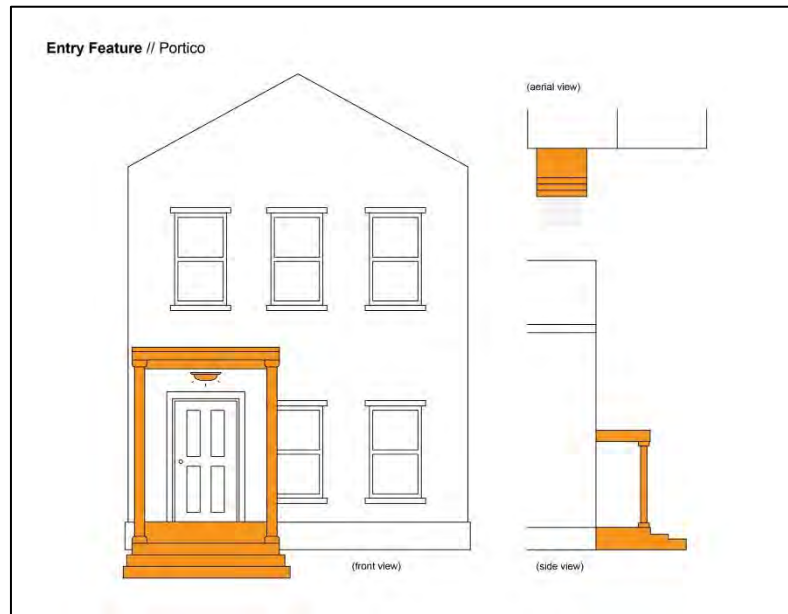 Entry Feature // Portico
(aerial view)
(front view)
(side view)